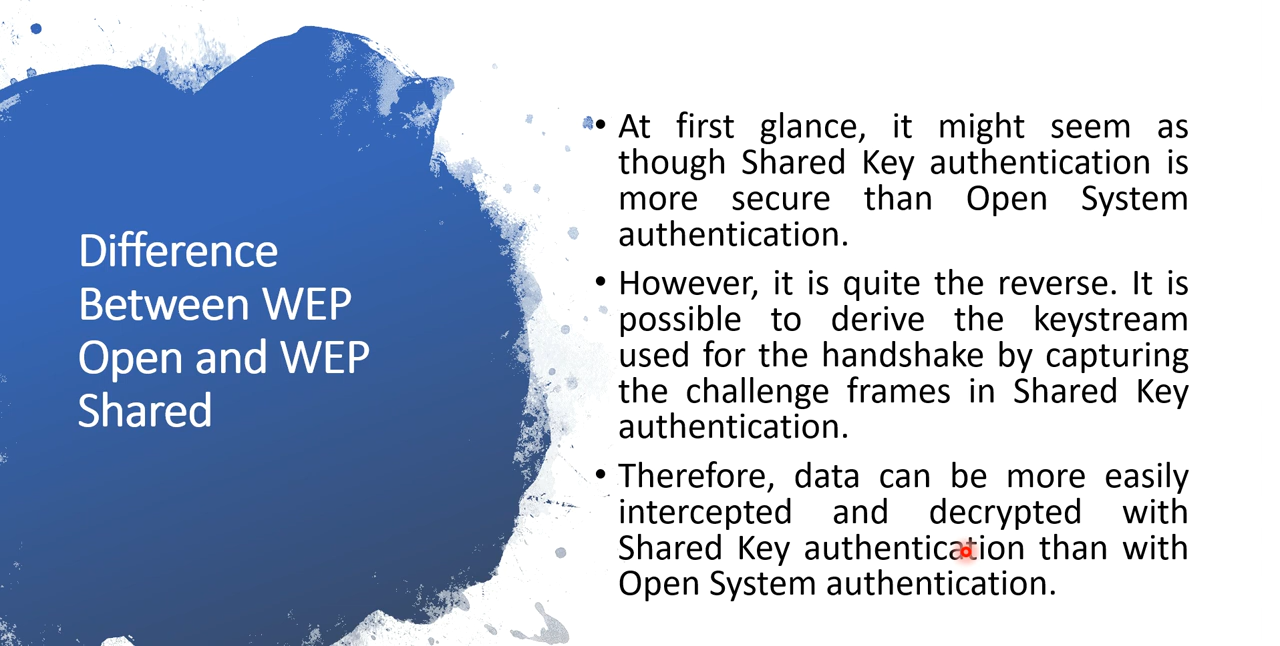 Difference
Between WEP
Open and WEP
Shared
• At first glance, it might seem as
though Shared Key authentication is
more secure than Open System
authentication.
• However, it is quite the reverse. It is
possible to derive the keystream
used for the handshake by capturing
the challenge frames in Shared Key
authentication.
• Therefore, data can be more easily
intercepted and decrypted with
Shared Key authentication than with
Open System authentication.